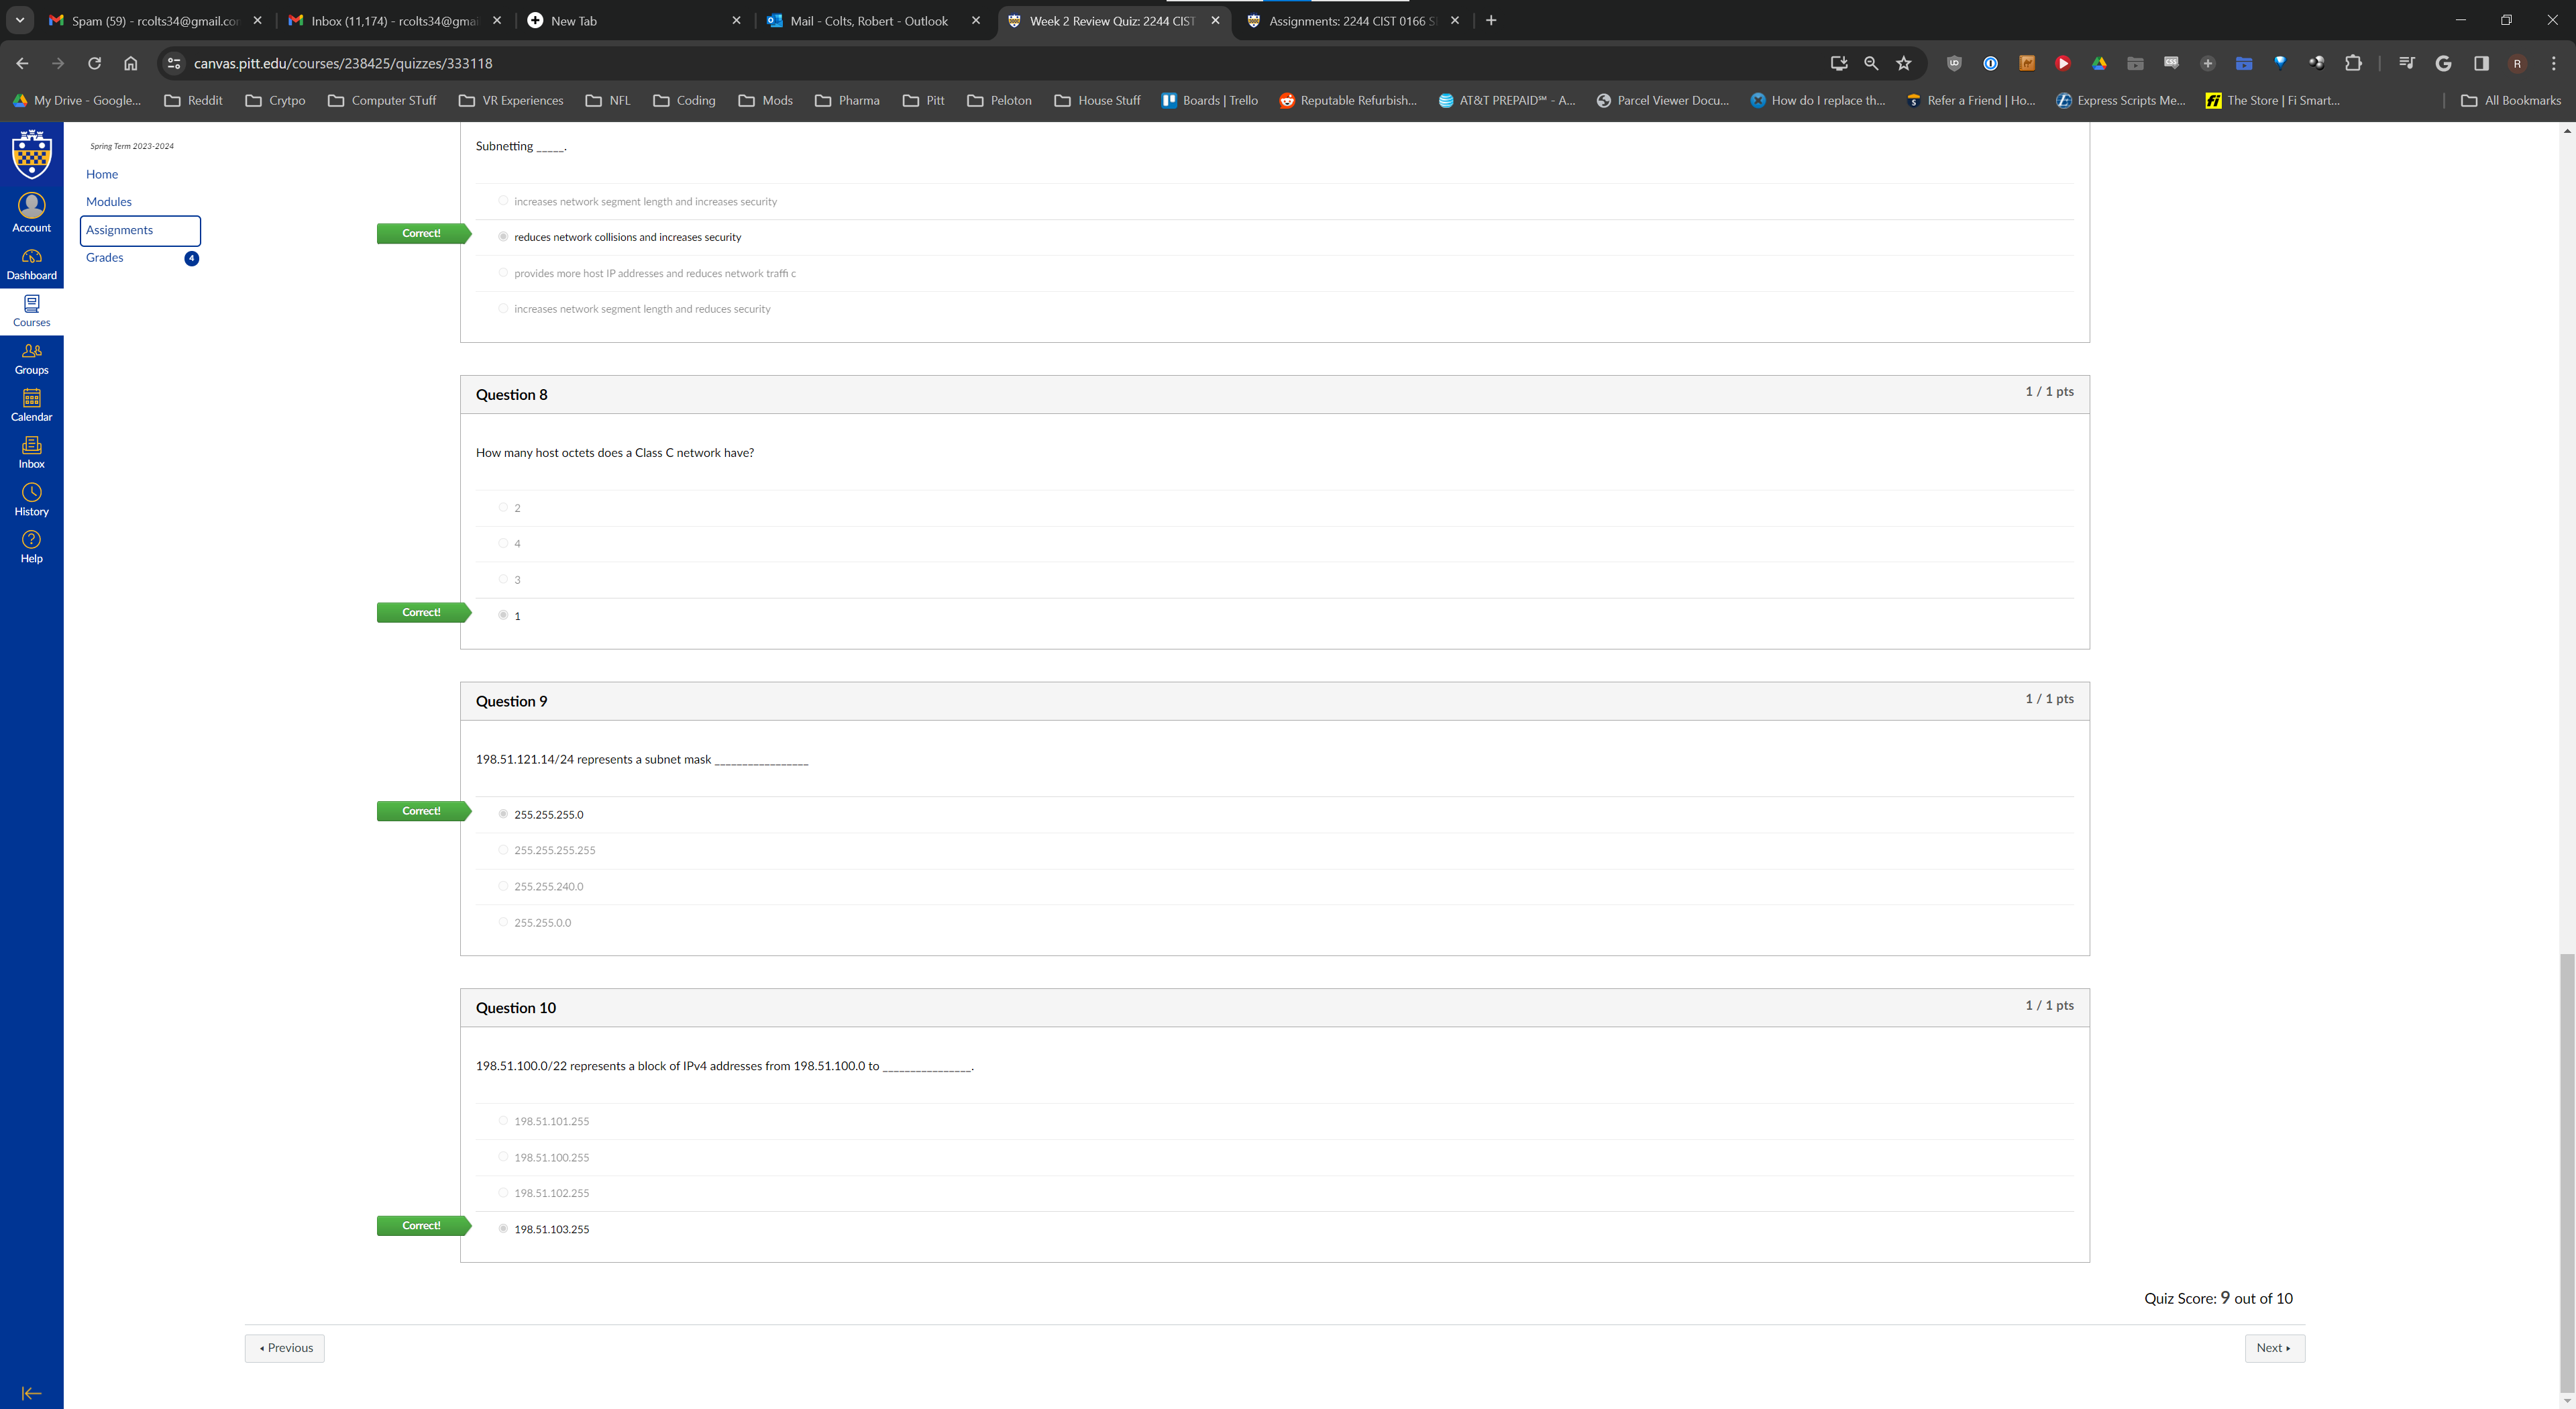 Spam (59) - rcolts34@gmail.co
Inbox (11,174) - rcolts34@gmai
New Tab
Mail - Colts, Robert - Outlook
Week 2 Review Quiz: 2244 CIST
Assignments: 2244 CIST 0166 S
canvas.pitt.edu/courses/238425/quizzes/333118
My Drive - Google...
Reddit
Crytpo
Computer STuff
VR Experiences
NFL
Coding
Mods
Pharma
Pitt
Peloton
House Stuff
Boards | Trello
Reputable Refurbish...
AT&T PREPAID℠ - A...
Parcel Viewer Docu...
How do I replace th...
Refer a Friend | Ho...
Express Scripts Me...
The Store | Fi Smart...
All Bookmarks
Account
Dashboard
Courses
Groups
Calendar
Inbox
History
Help
Spring Term 2023-2024
Home
Modules
Assignments
Grades
4
Subnetting _____.
increases network segment length and increases security
Correct!
reduces network collisions and increases security
provides more host IP addresses and reduces network traffi c
increases network segment length and reduces security
Question 8
1 / 1 pts
How many host octets does a Class C network have?
2
4
3
Correct!
1
Question 9
1 / 1 pts
198.51.121.14/24 represents a subnet mask _________________
Correct!
255.255.255.0
255.255.255.255
255.255.240.0
255.255.0.0
Question 10
1 / 1 pts
198.51.100.0/22 represents a block of IPv4 addresses from 198.51.100.0 to ________________.
198.51.101.255
198.51.100.255
198.51.102.255
Correct!
198.51.103.255
Quiz Score: 9 out of 10
Previous
Next